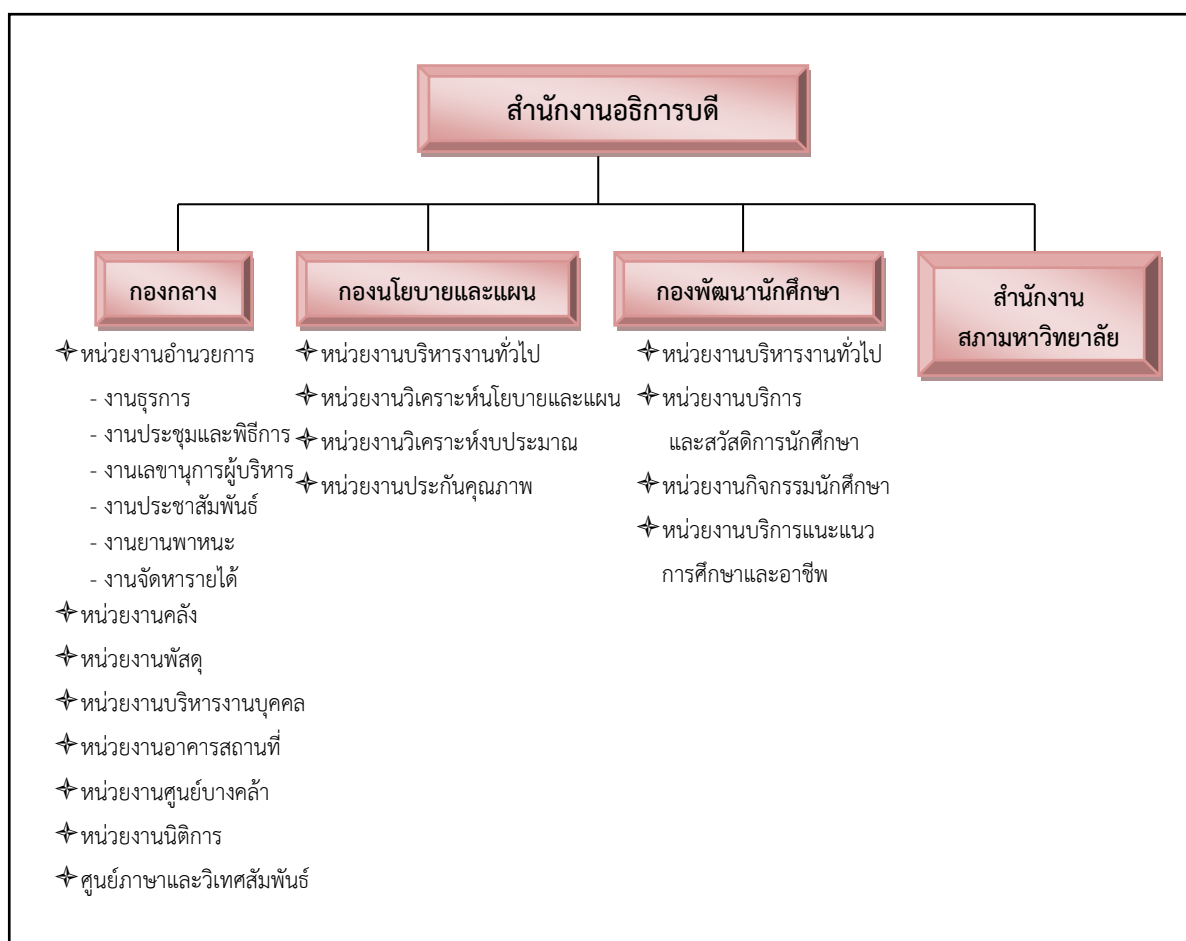 สำนักงานอธิการบดี
กองกลาง
หน่วยงานอำนวยการ
- งานธุรการ
- งานประชุมและพิธีการ
- งานเลขานุการผู้บริหาร
- งานประชาสัมพันธ์
- งานยานพาหนะ
- งานจัดหารายได้
หน่วยงานคลัง
หน่วยงานพัสดุ
หน่วยงานบริหารงานบุคคล
หน่วยงานอาคารสถานที่
หน่วยงานศูนย์บางคล้า
หน่วยงานนิติการ
ศูนย์ภาษาและวิเทศสัมพันธ์
กองนโยบายและแผน
หน่วยงานบริหารงานทั่วไป
หน่วยงานวิเคราะห์นโยบายและแผน
หน่วยงานวิเคราะห์งบประมาณ
หน่วยงานประกันคุณภาพ
กองพัฒนานักศึกษา
หน่วยงานบริหารงานทั่วไป
หน่วยงานบริการ
และสวัสดิการนักศึกษา
หน่วยงานกิจกรรมนักศึกษา
หน่วยงานบริการแนะแนว
การศึกษาและอาชีพ
สำนักงาน
สภามหาวิทยาลัย